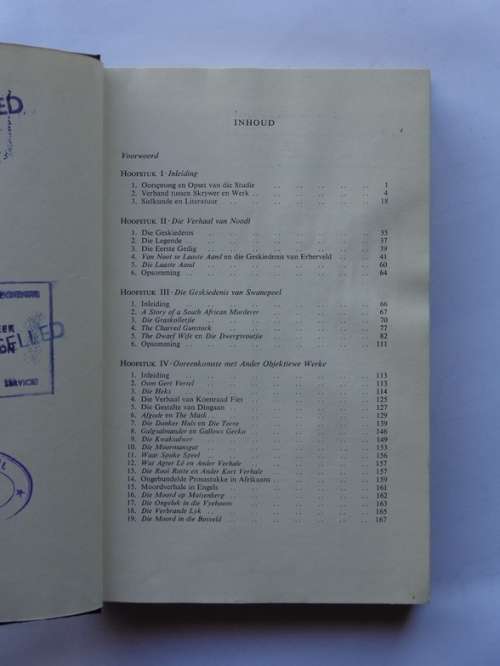 INHOUD
Voorwoord
HOOFSTUK I · Inleiding
1. Oorsprong en Opset van die Studie 1
2. Verband tussen Skrywer en Werk 4
3. Sielkunde en Literatuur 18
HOOFSTUK II · Die Verhaal van Nondt
1. Die Geskiedenis 35
2. Die Legende 37
3. Die Eerste Gedig 39
4. Van Noot se Laaste Aand en die Geskiedenis van Erberveld 41
5. Die Laaste Aand 60
6. Opsomming 64
HOOFSTUK III · Die Geskiedenis van Swanepoel
1. Inleiding 66
2. A Story of a South African Murderer 67
3. Die Graskolletjie 70
4. The Charred Gunstock 77
5. The Dwarf Wife en Die Dwergvroutjie 82
6. Opsomming 111
HOOFSTUK IV · Ooreenkomste met Ander Objektiewe Werke
1. Inleiding 113
2. Oom Gert Vertel 113
3. Die Heks 114
4. Die Verhaal van Koenraad Fiet 125
5. Die Gestalte van Dingaan 127
6. Afgode en The Mask 129
7. Die Donker Huis en Die Toerie
8. Galgsalmander en Gallows Gecko 146
9. Die Kwaksalwer 149
10. Die Muurmansgat 153
11. Waar Spoke Speel 156
12. Wat Agter Lê en Ander Verhale 156
13. Die Rooi Rotte en Ander Kort Verhale 157
14. Ongebundelde Prosastukke in Afrikaans 159
15. Moordverhale in Engels 161
16. Die Moord op Muizenberg 162
17. Die Ongeluk in die Vyeboom 163
18. Die Verbrande Lyk 165
19. Die Moord in die Bosveld 167
ELLED
SERVICES